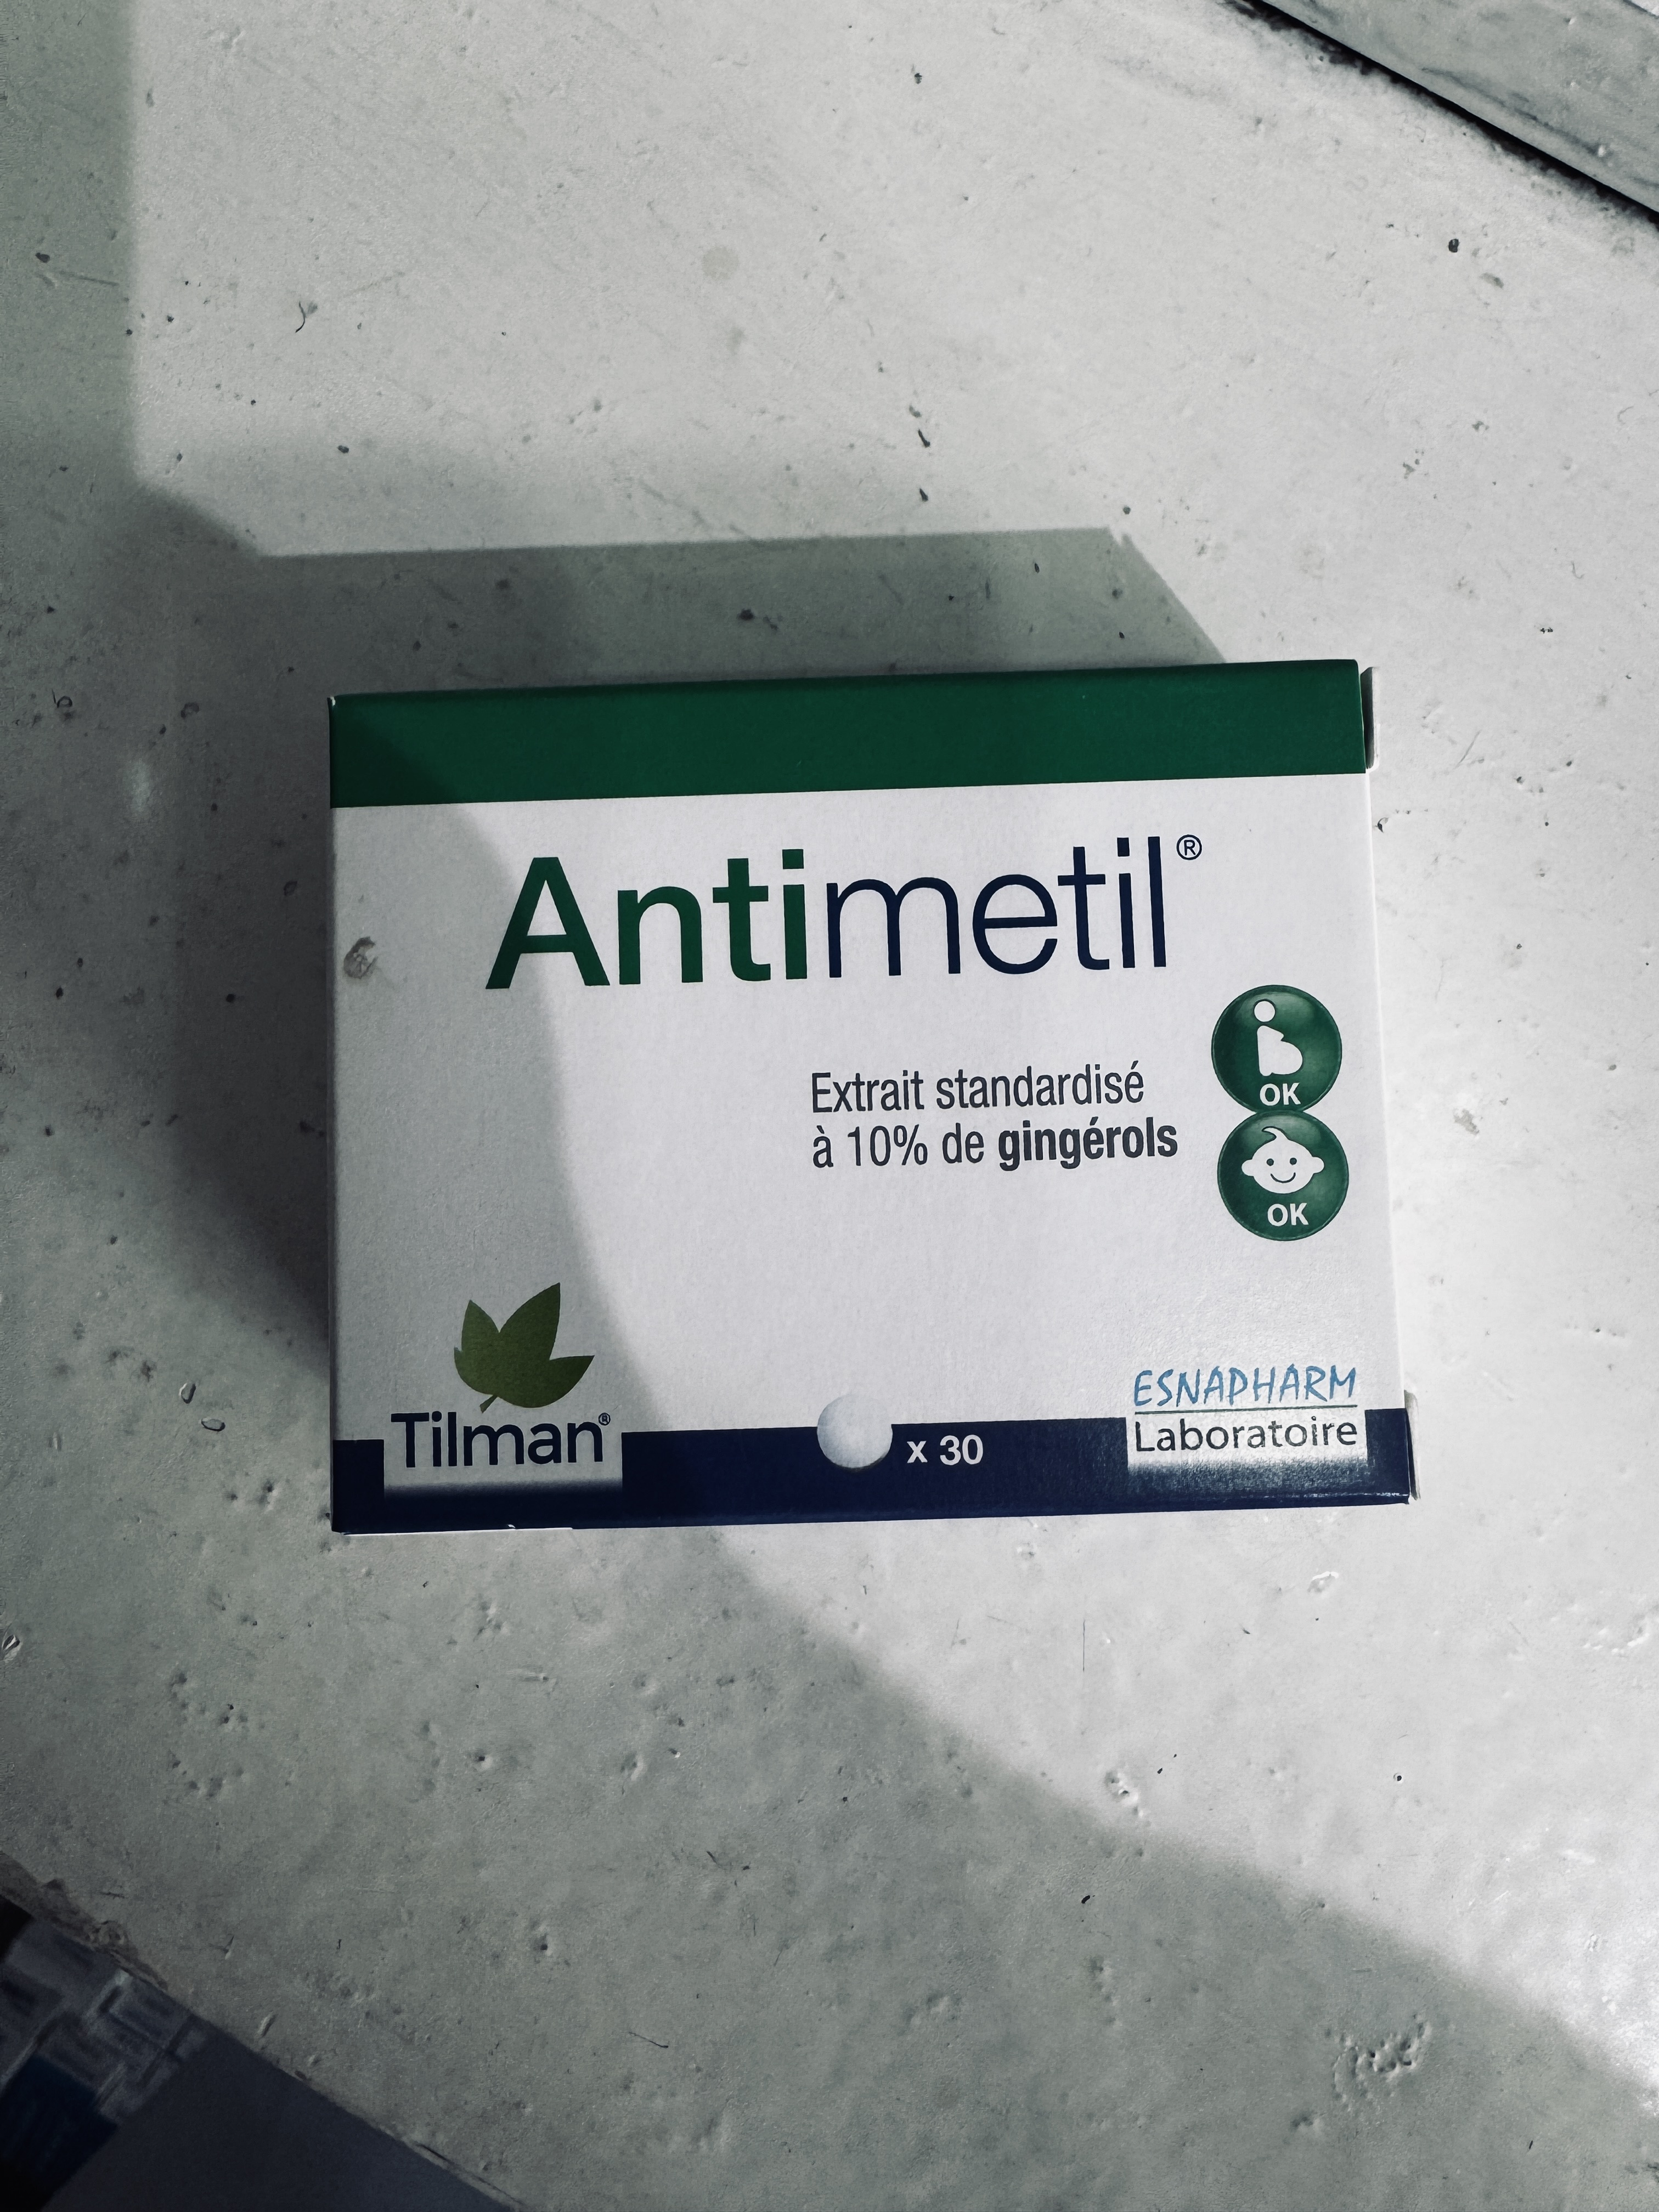 Antimetil®
Extrait standardisé
à 10% de gingérols
OK
OK
Tilman®
x 30
ESNAPHARM
Laboratoire